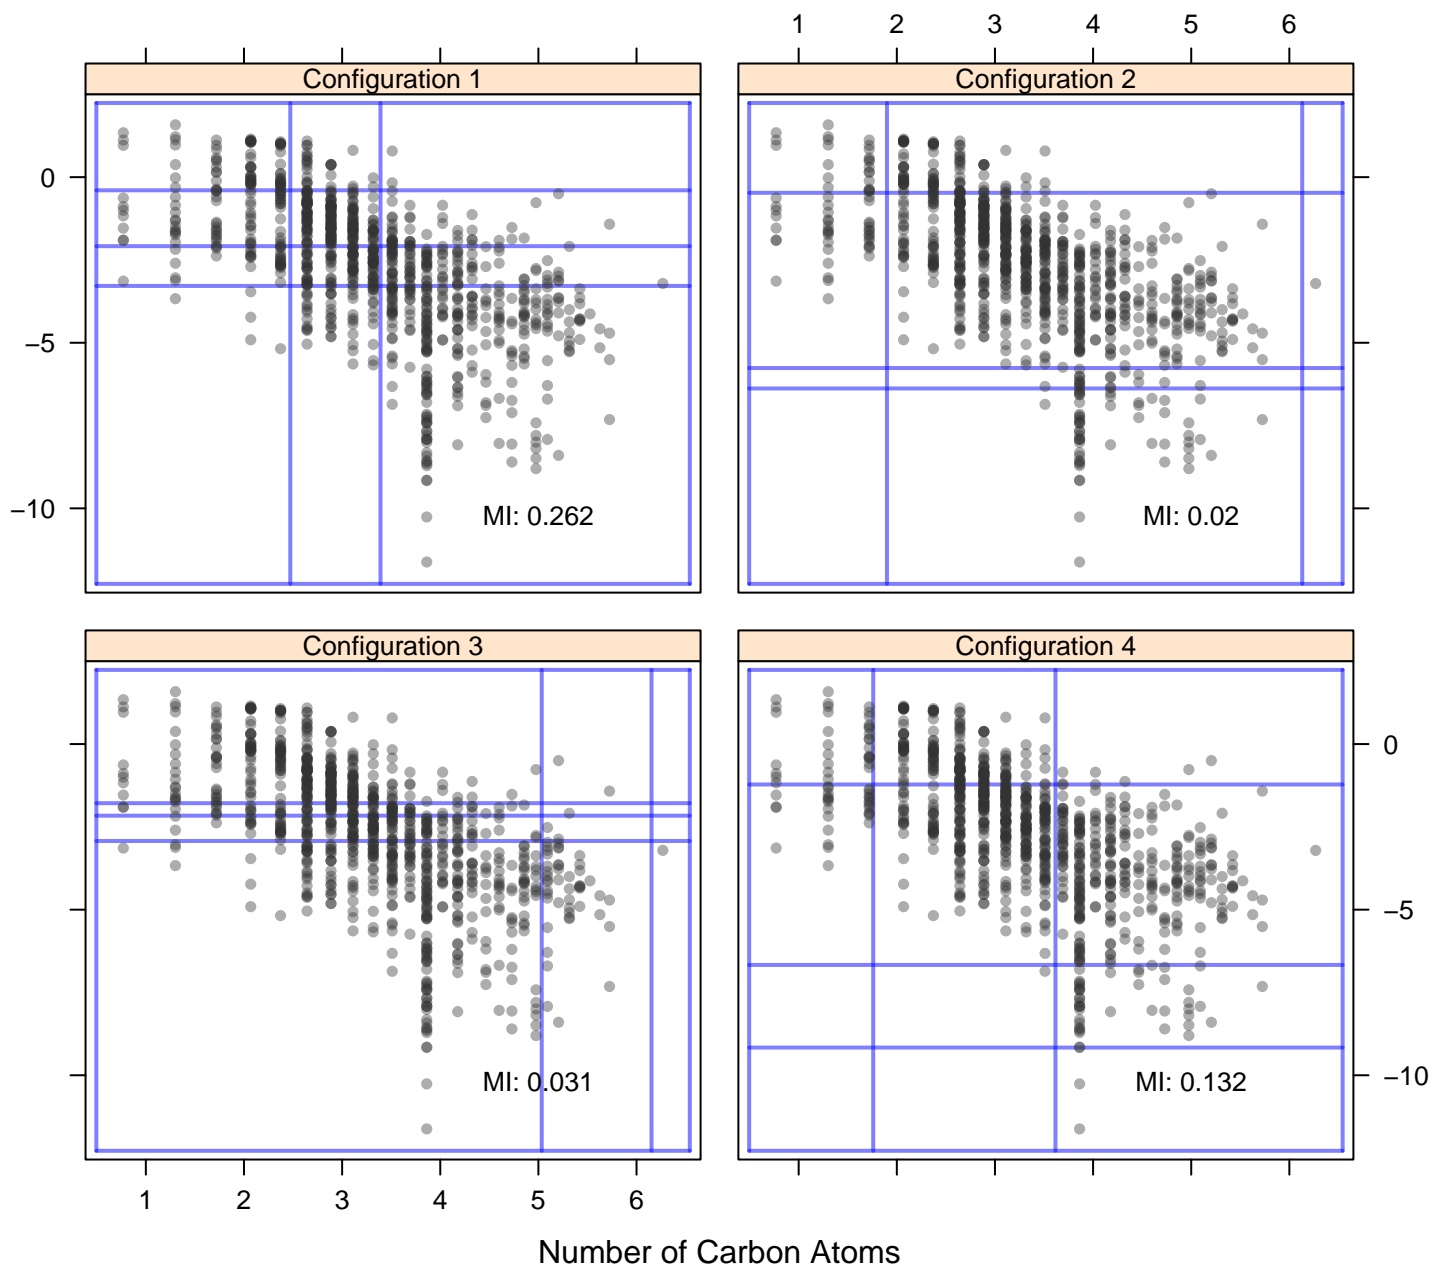 1 2 3 4 5 6
Configuration 1
Configuration 2
0
−5
−10
MI: 0.262
MI: 0.02
Configuration 3
Configuration 4
0
−5
−10
MI: 0.031
MI: 0.132
1 2 3 4 5 6
Number of Carbon Atoms